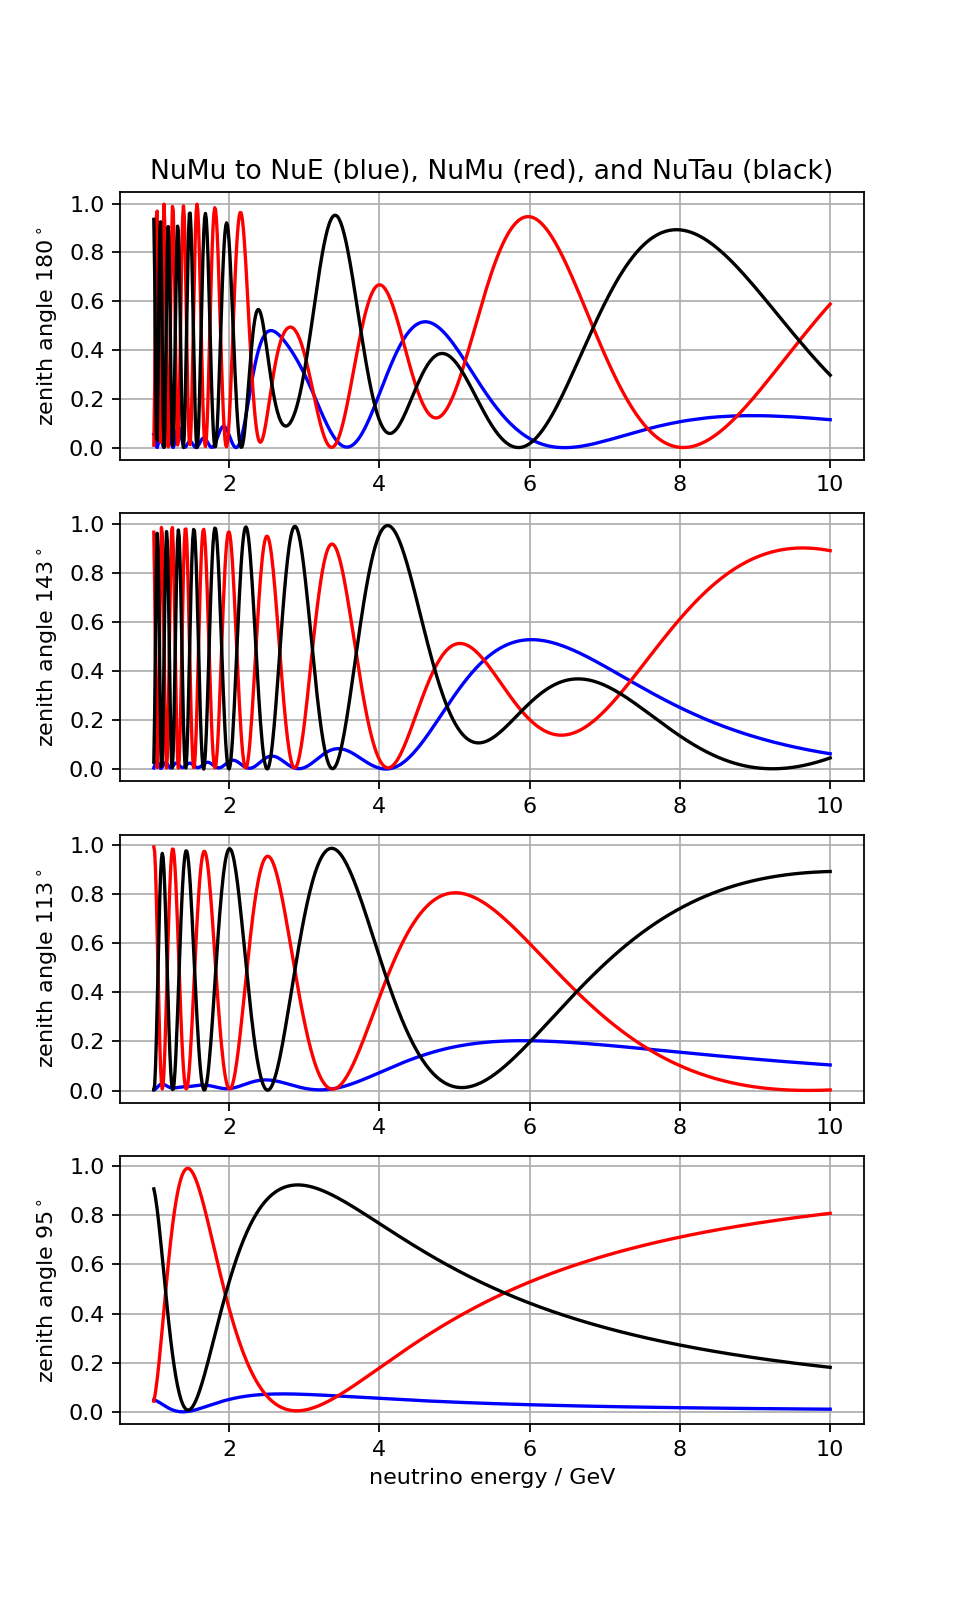 NuMu to NuE (blue), NuMu (red), and NuTau (black)
zenith angle 180°
1.0
0.8
0.6
0.4
0.2
0.0
2 4 6 8 10
zenith angle 143°
1.0
0.8
0.6
0.4
0.2
0.0
2 4 6 8 10
zenith angle 113°
1.0
0.8
0.6
0.4
0.2
0.0
2 4 6 8 10
zenith angle 95°
1.0
0.8
0.6
0.4
0.2
0.0
2 4 6 8 10
neutrino energy / GeV